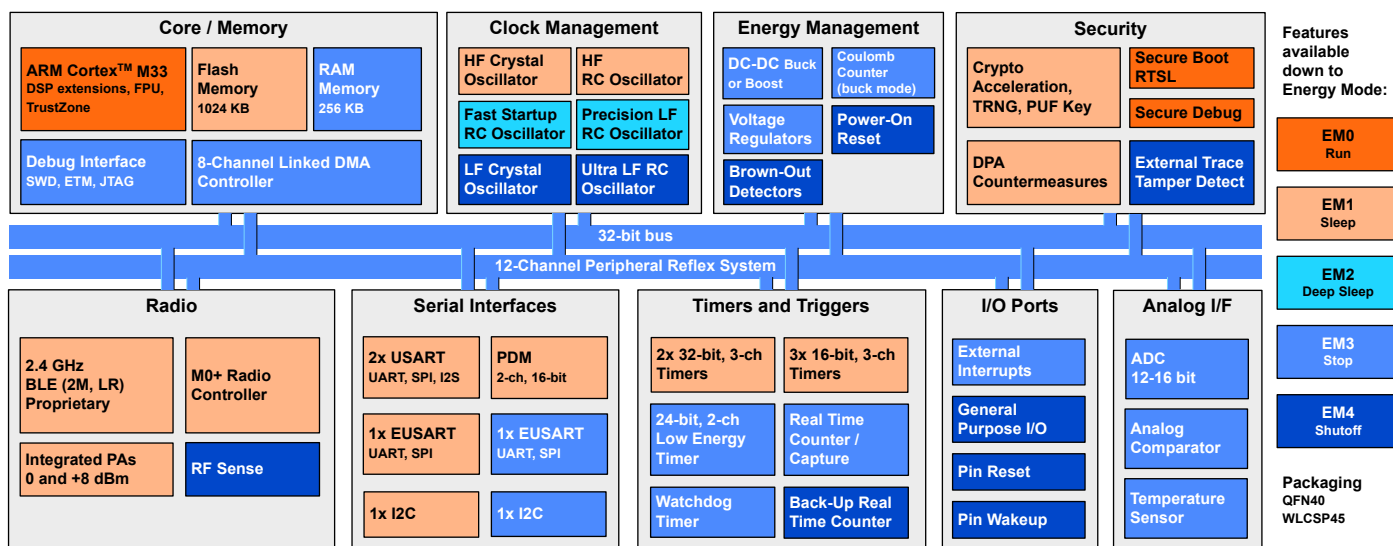 Core / Memory
ARM Cortex™ M33
DSP extensions, FPU,
TrustZone
Flash
Memory
1024 KB
RAM
Memory
256 KB
Debug Interface
SWD, ETM, JTAG
8-Channel Linked DMA
Controller
Clock Management
HF Crystal
Oscillator
HF
RC Oscillator
Fast Startup
RC Oscillator
Precision LF
RC Oscillator
LF Crystal
Oscillator
Ultra LF RC
Oscillator
Energy Management
DC-DC Buck
or Boost
Coulomb
Counter
(buck mode)
Voltage
Regulators
Power-On
Reset
Brown-Out
Detectors
Security
Crypto
Acceleration,
TRNG, PUF Key
Secure Boot
RTSL
Secure Debug
DPA
Countermeasures
External Trace
Tamper Detect
32-bit bus
12-Channel Peripheral Reflex System
Radio
2.4 GHz
BLE (2M, LR)
Proprietary
M0+ Radio
Controller
Integrated PAs
0 and +8 dBm
RF Sense
Serial Interfaces
2x USART
UART, SPI, I2S
PDM
2-ch, 16-bit
1x EUSART
UART, SPI
1x EUSART
UART, SPI
1x I2C
1x I2C
Timers and Triggers
2x 32-bit, 3-ch
Timers
3x 16-bit, 3-ch
Timers
24-bit, 2-ch
Low Energy
Timer
Real Time
Counter /
Capture
Watchdog
Timer
Back-Up Real
Time Counter
I/O Ports
External
Interrupts
General
Purpose I/O
Pin Reset
Pin Wakeup
Analog I/F
ADC
12-16 bit
Analog
Comparator
Temperature
Sensor
Features
available
down to
Energy Mode:
EM0
Run
EM1
Sleep
EM2
Deep Sleep
EM3
Stop
EM4
Shutoff
Packaging
QFN40
WLCSP45